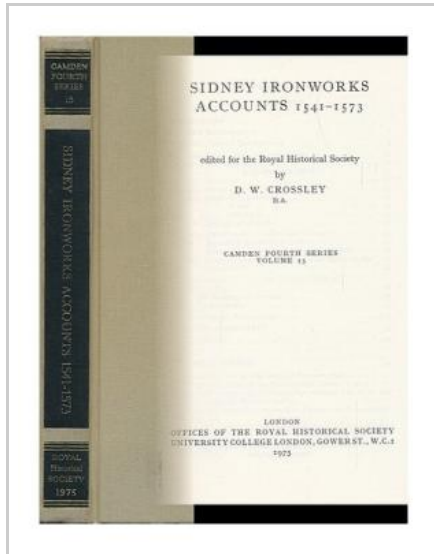 CAMDEN
FOURTH
SERIES
15
SIDNEY IRONWORKS ACCOUNTS 1541-1573
ROYAL
Historical
SOCIETY
1975
SIDNEY IRONWORKS
ACCOUNTS 1541-1573
edited for the Royal Historical Society
by
D. W. CROSSLEY
B.A.
CAMDEN FOURTH SERIES
VOLUME 15
LONDON
OFFICES OF THE ROYAL HISTORICAL SOCIETY
UNIVERSITY COLLEGE LONDON, GOWER ST., W.C.1
1975